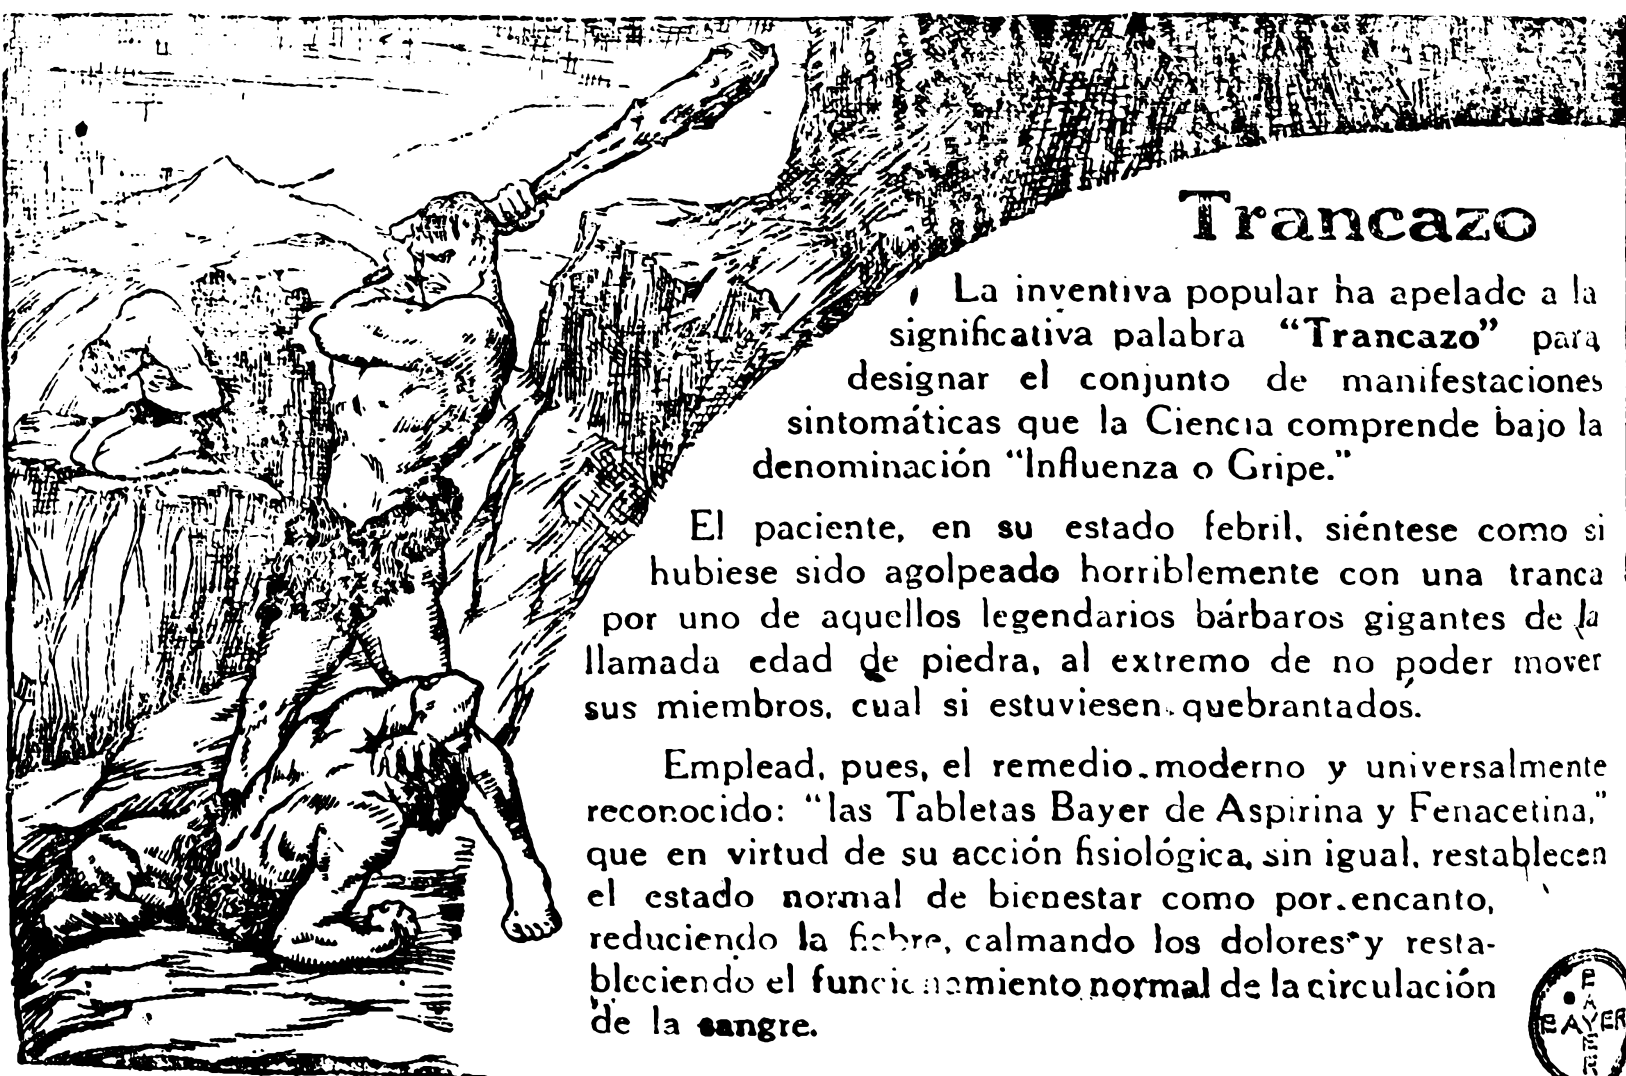 Trancazo
La inventiva popular ha apelado a la
significativa palabra “Trancazo” para
designar el conjunto de manifestaciones
sintomáticas que la Ciencia comprende bajo la
denominación “Influenza o Gripe.”
El paciente, en su estado febril, siéntese como si
hubiese sido agolpeado horriblemente con una tranca
por uno de aquellos legendarios bárbaros gigantes de la
llamada edad de piedra, al extremo de no poder mover
sus miembros, cual si estuviesen quebrantados.
Emplead, pues, el remedio moderno y universalmente
reconocido: “las Tabletas Bayer de Aspirina y Fenacetina,”
que en virtud de su acción fisiológica, sin igual, restablecen
el estado normal de bienestar como por encanto,
reduciendo la fiebre, calmando los dolores y resta-
bleciendo el funcionamiento normal de la circulación
de la sangre.
BAYER
BAYER